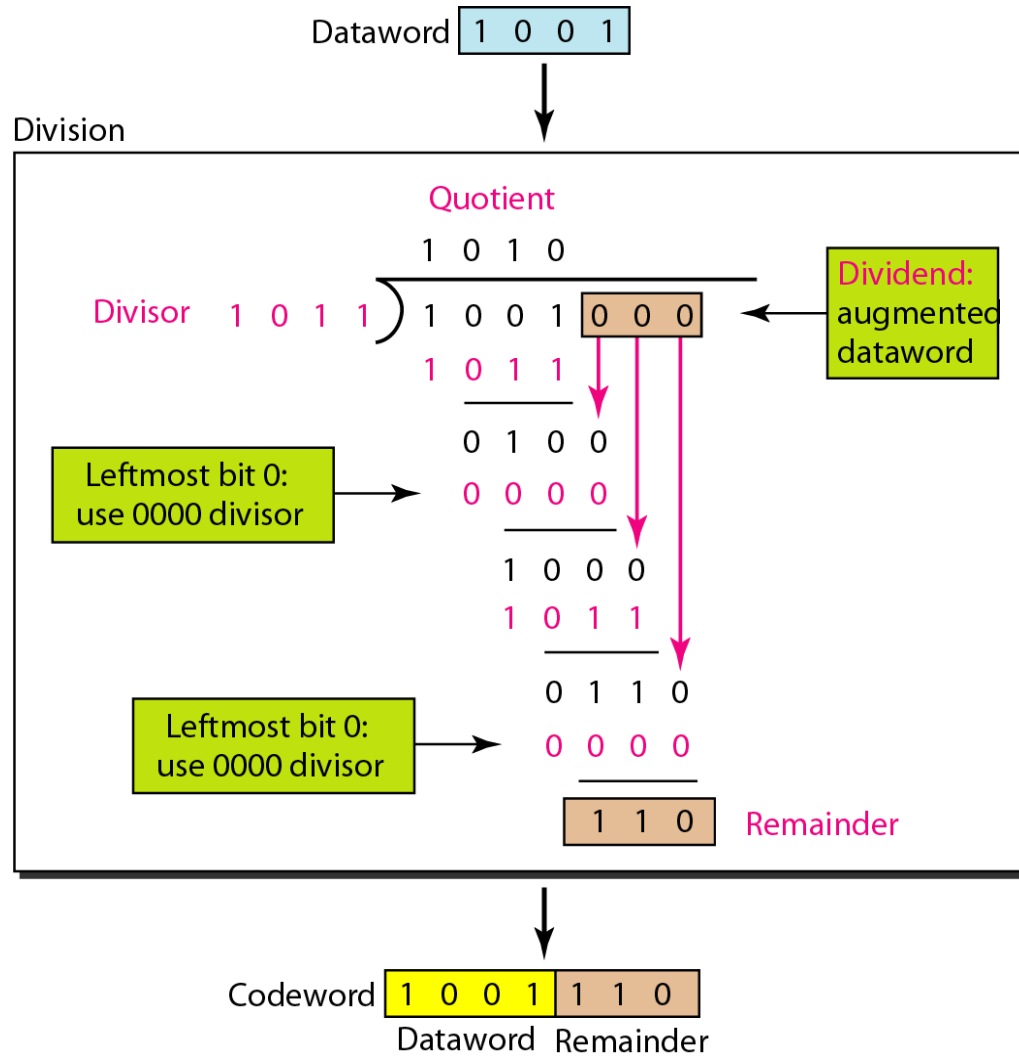 Dataword 1 0 0 1
Division
Quotient
1 0 1 0
Divisor 1 0 1 1 1 0 0 1 0 0 0
Dividend:
augmented
dataword
1 0 1 1
0 1 0 0
Leftmost bit 0:
use 0000 divisor
0 0 0 0
1 0 0 0
1 0 1 1
0 1 1 0
Leftmost bit 0:
use 0000 divisor
0 0 0 0
1 1 0 Remainder
Codeword 1 0 0 1 1 1 0
Dataword Remainder